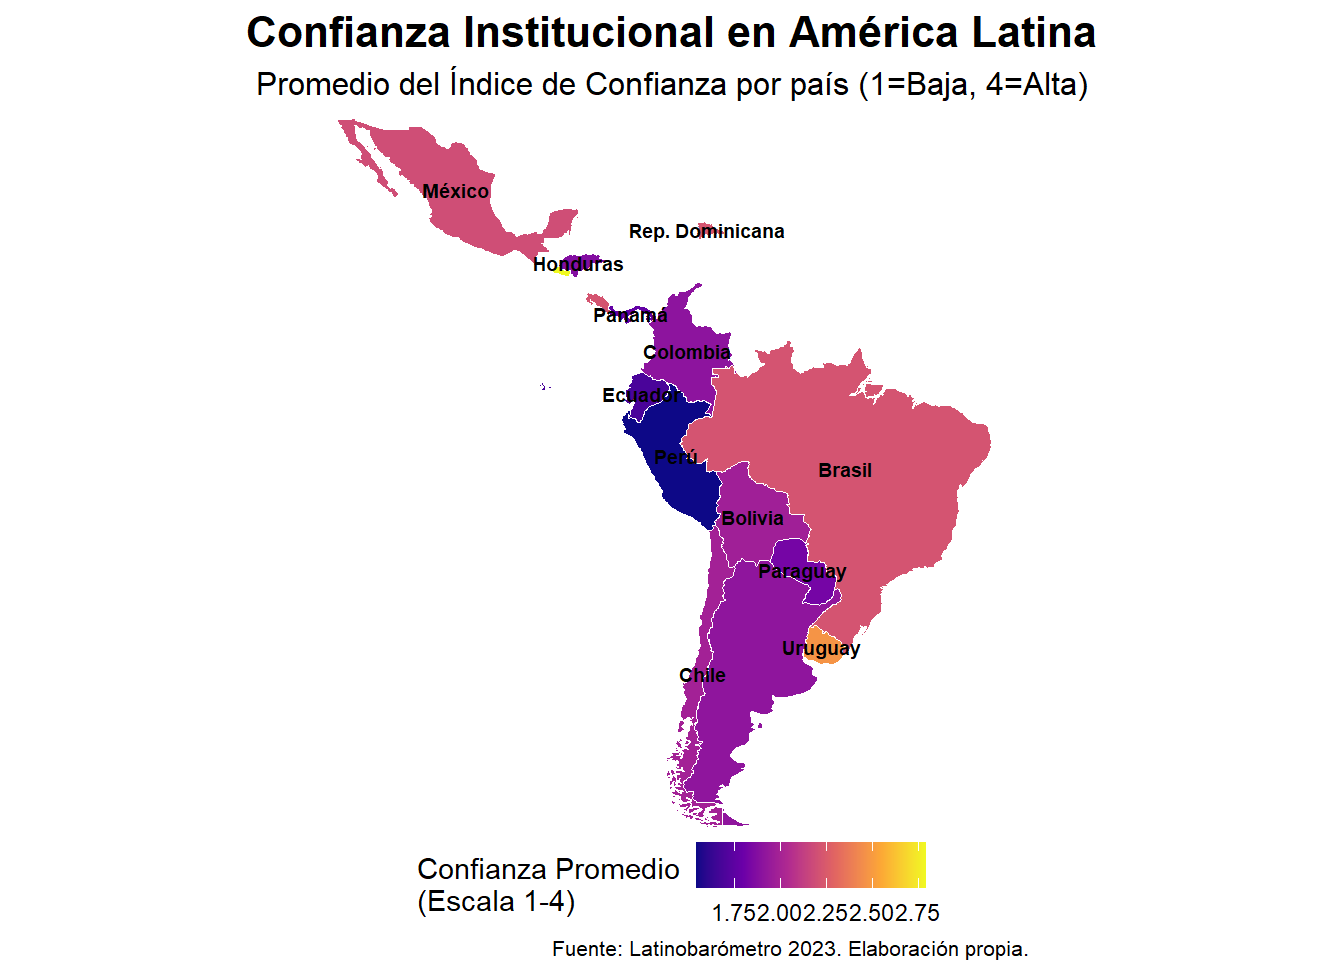 Confianza Institucional en América Latina
Promedio del Índice de Confianza por país (1=Baja, 4=Alta)
México
Rep. Dominicana
Honduras
Panamá
Colombia
Ecuador
Perú
Brasil
Bolivia
Paraguay
Uruguay
Chile
Confianza Promedio
(Escala 1-4)
1.752.002.252.502.75
Fuente: Latinobarómetro 2023. Elaboración propia.